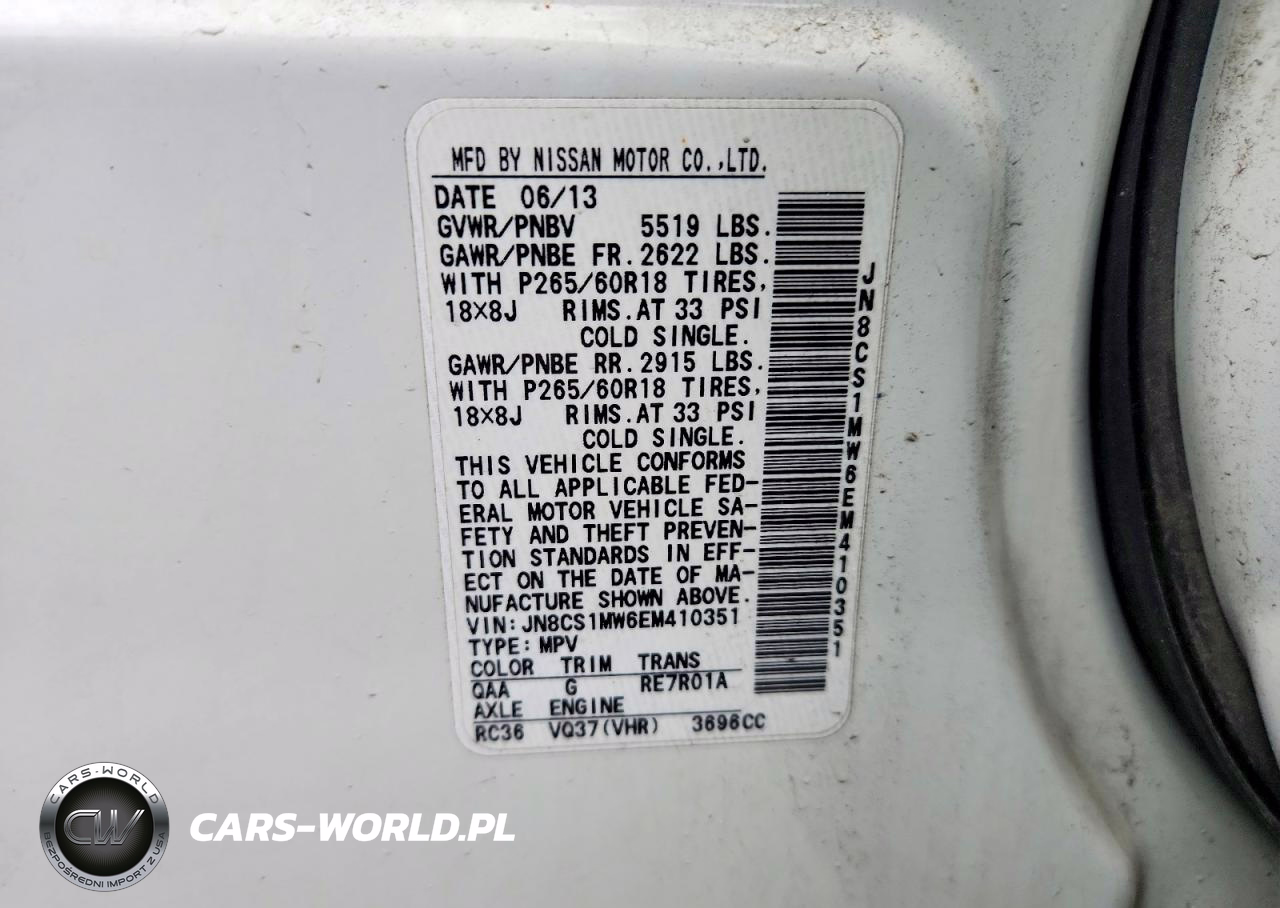 MFD BY NISSAN MOTOR CO.,LTD.
DATE 06/13
GVWR/PNBV 5519 LBS.
GAWR/PNBE FR. 2622 LBS.
WITH P265/60R18 TIRES,
18×8J RIMS. AT 33 PSI
COLD SINGLE.
GAWR/PNBE RR. 2915 LBS.
WITH P265/60R18 TIRES,
18×8J RIMS. AT 33 PSI
COLD SINGLE.
THIS VEHICLE CONFORMS
TO ALL APPLICABLE FED-
ERAL MOTOR VEHICLE SA-
FETY AND THEFT PREVEN-
TION STANDARDS IN EFF-
ECT ON THE DATE OF MA-
NUFACTURE SHOWN ABOVE.
VIN: JN8CS1MW6EM410351
TYPE: MPV
COLOR TRIM TRANS
QAA G RE7R01A
AXLE ENGINE
RC36 VQ37(VHR) 3696CC
JN8CS1MW6EM410351
CARS-WORLD
CW
BEZPOŚREDNI IMPORT Z USA
CARS-WORLD.PL